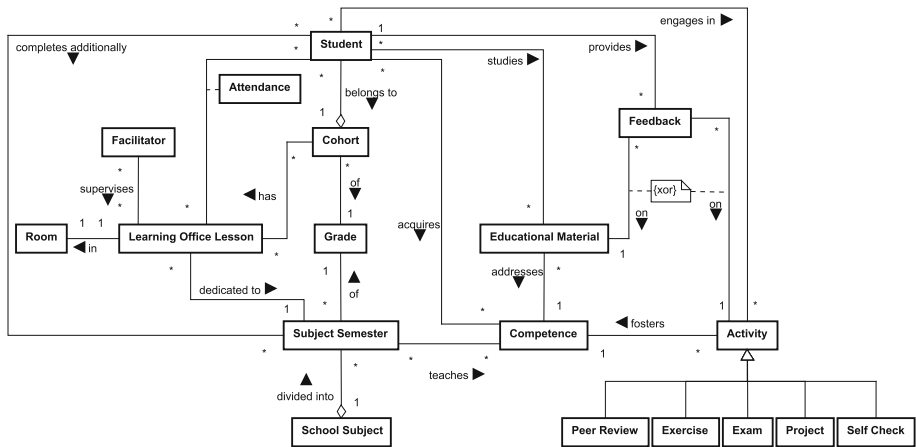 engages in
* * 1
completes additionally
Student
* *
studies
provides
Attendance
* *
belongs to
*
1
Feedback
* *
Facilitator
Cohort
* * *
supervises
has
of
{xor}
on
on
* * 1 * *
1 1
acquires
Room
Learning Office Lesson
Grade
Educational Material
in
* * 1
* 1 addresses *
dedicated to
of
1 * * 1 1 *
fosters
Subject Semester
Competence
Activity
* * * 1 *
*
teaches
divided into
1
School Subject
Peer Review
Exercise
Exam
Project
Self Check